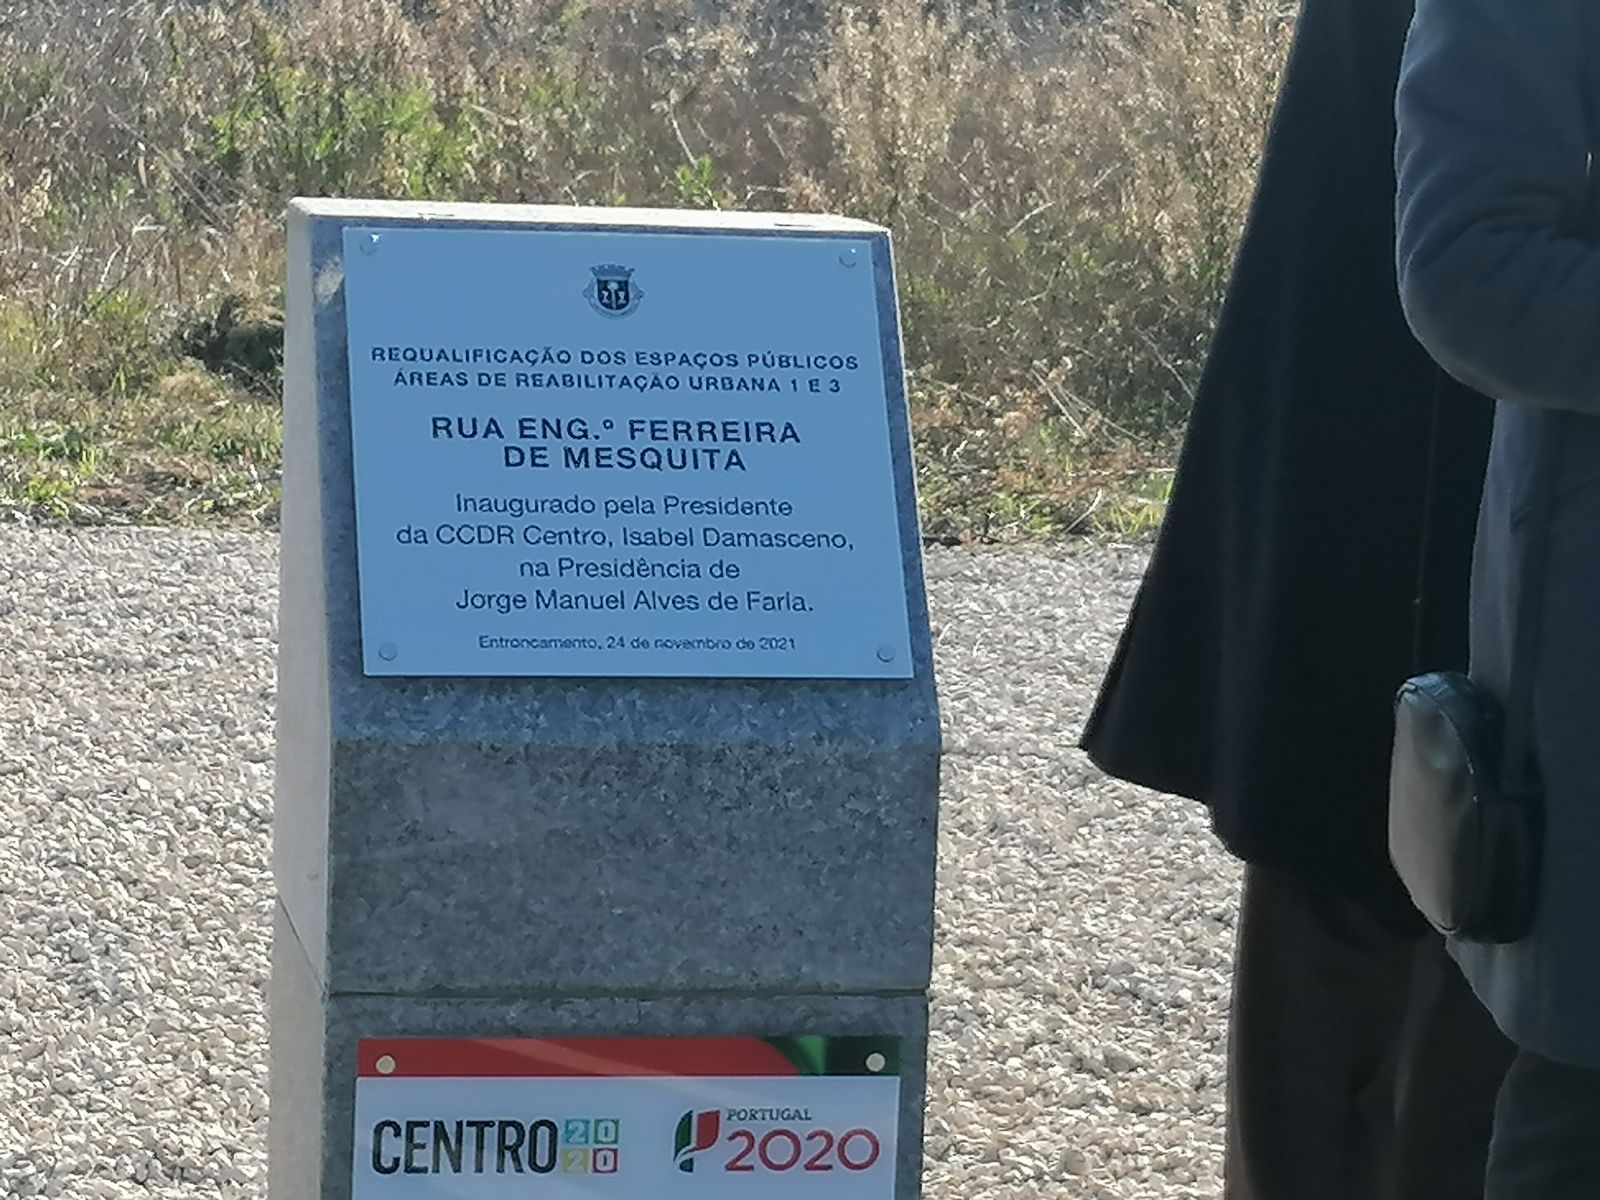 REQUALIFICAÇÃO DOS ESPAÇOS PÚBLICOS
ÁREAS DE REABILITAÇÃO URBANA 1 E 3
RUA ENG.º FERREIRA
DE MESQUITA
Inaugurado pela Presidente
da CCDR Centro, Isabel Damasceno,
na Presidência de
Jorge Manuel Alves de Faria.
Entroncamento, 24 de novembro de 2021
CENTRO 2020
PORTUGAL
2020